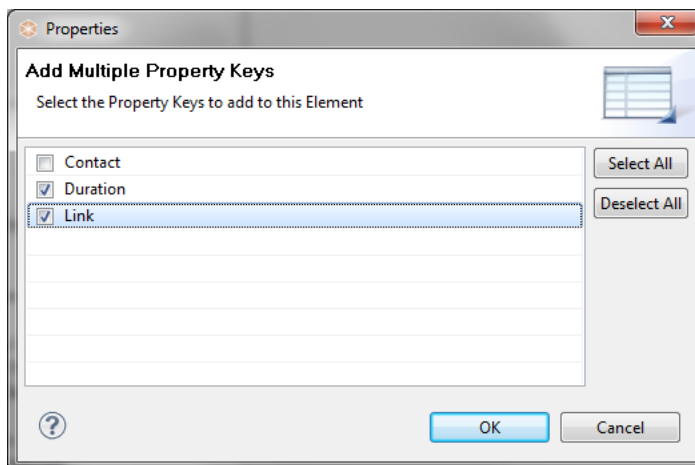 Properties
Add Multiple Property Keys
Select the Property Keys to add to this Element
Contact
Duration
Link
Select All
Deselect All
?
OK
Cancel